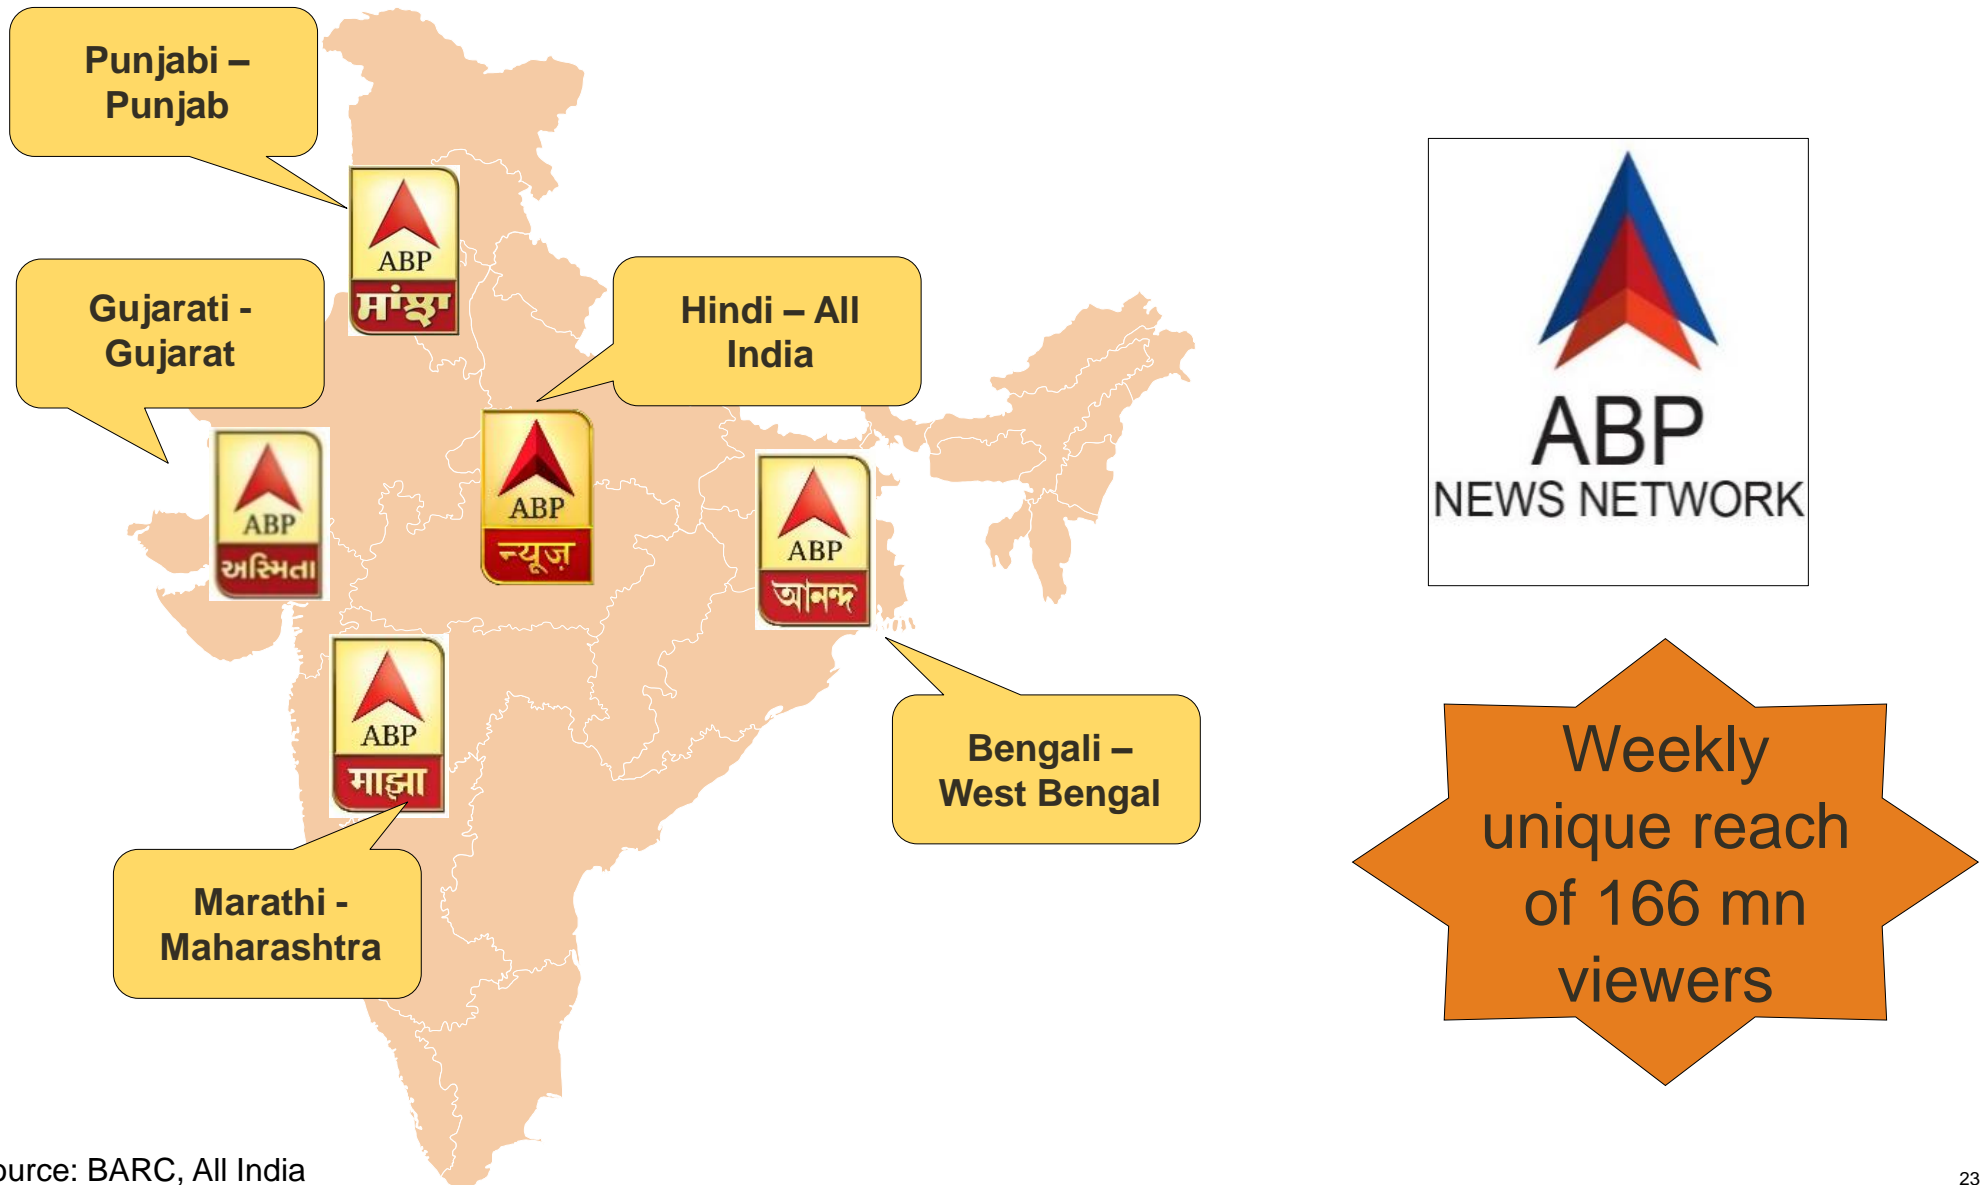 Punjabi –
Punjab
ABP
ਸਾਂਝਾ
Gujarati -
Gujarat
Hindi – All
India
ABP
અસ્મિતા
ABP
न्यूज़
ABP
আনন্দ
ABP
माझा
Bengali –
West Bengal
Marathi -
Maharashtra
ABP
NEWS NETWORK
Weekly
unique reach
of 166 mn
viewers
ource: BARC, All India
23